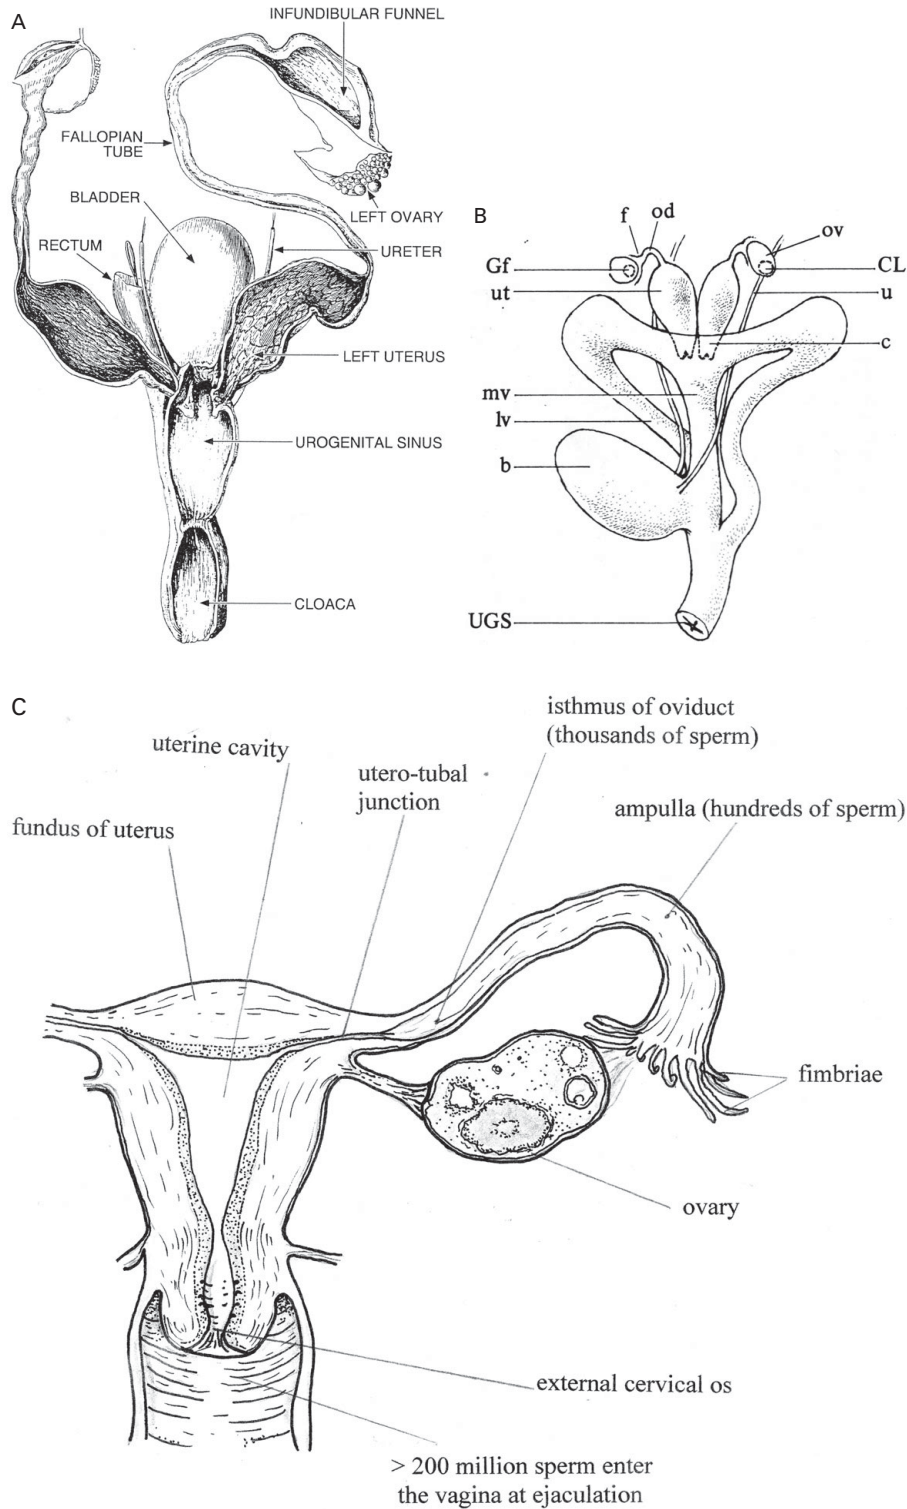 A
INFUNDIBULAR FUNNEL
FALLOPIAN
TUBE
BLADDER
LEFT OVARY
RECTUM
URETER
LEFT UTERUS
UROGENITAL SINUS
CLOACA
B
f
od
ov
Gf
CL
ut
u
c
mv
lv
b
UGS
C
isthmus of oviduct
(thousands of sperm)
uterine cavity
utero-tubal
junction
ampulla (hundreds of sperm)
fundus of uterus
fimbriae
ovary
external cervical os
> 200 million sperm enter
the vagina at ejaculation